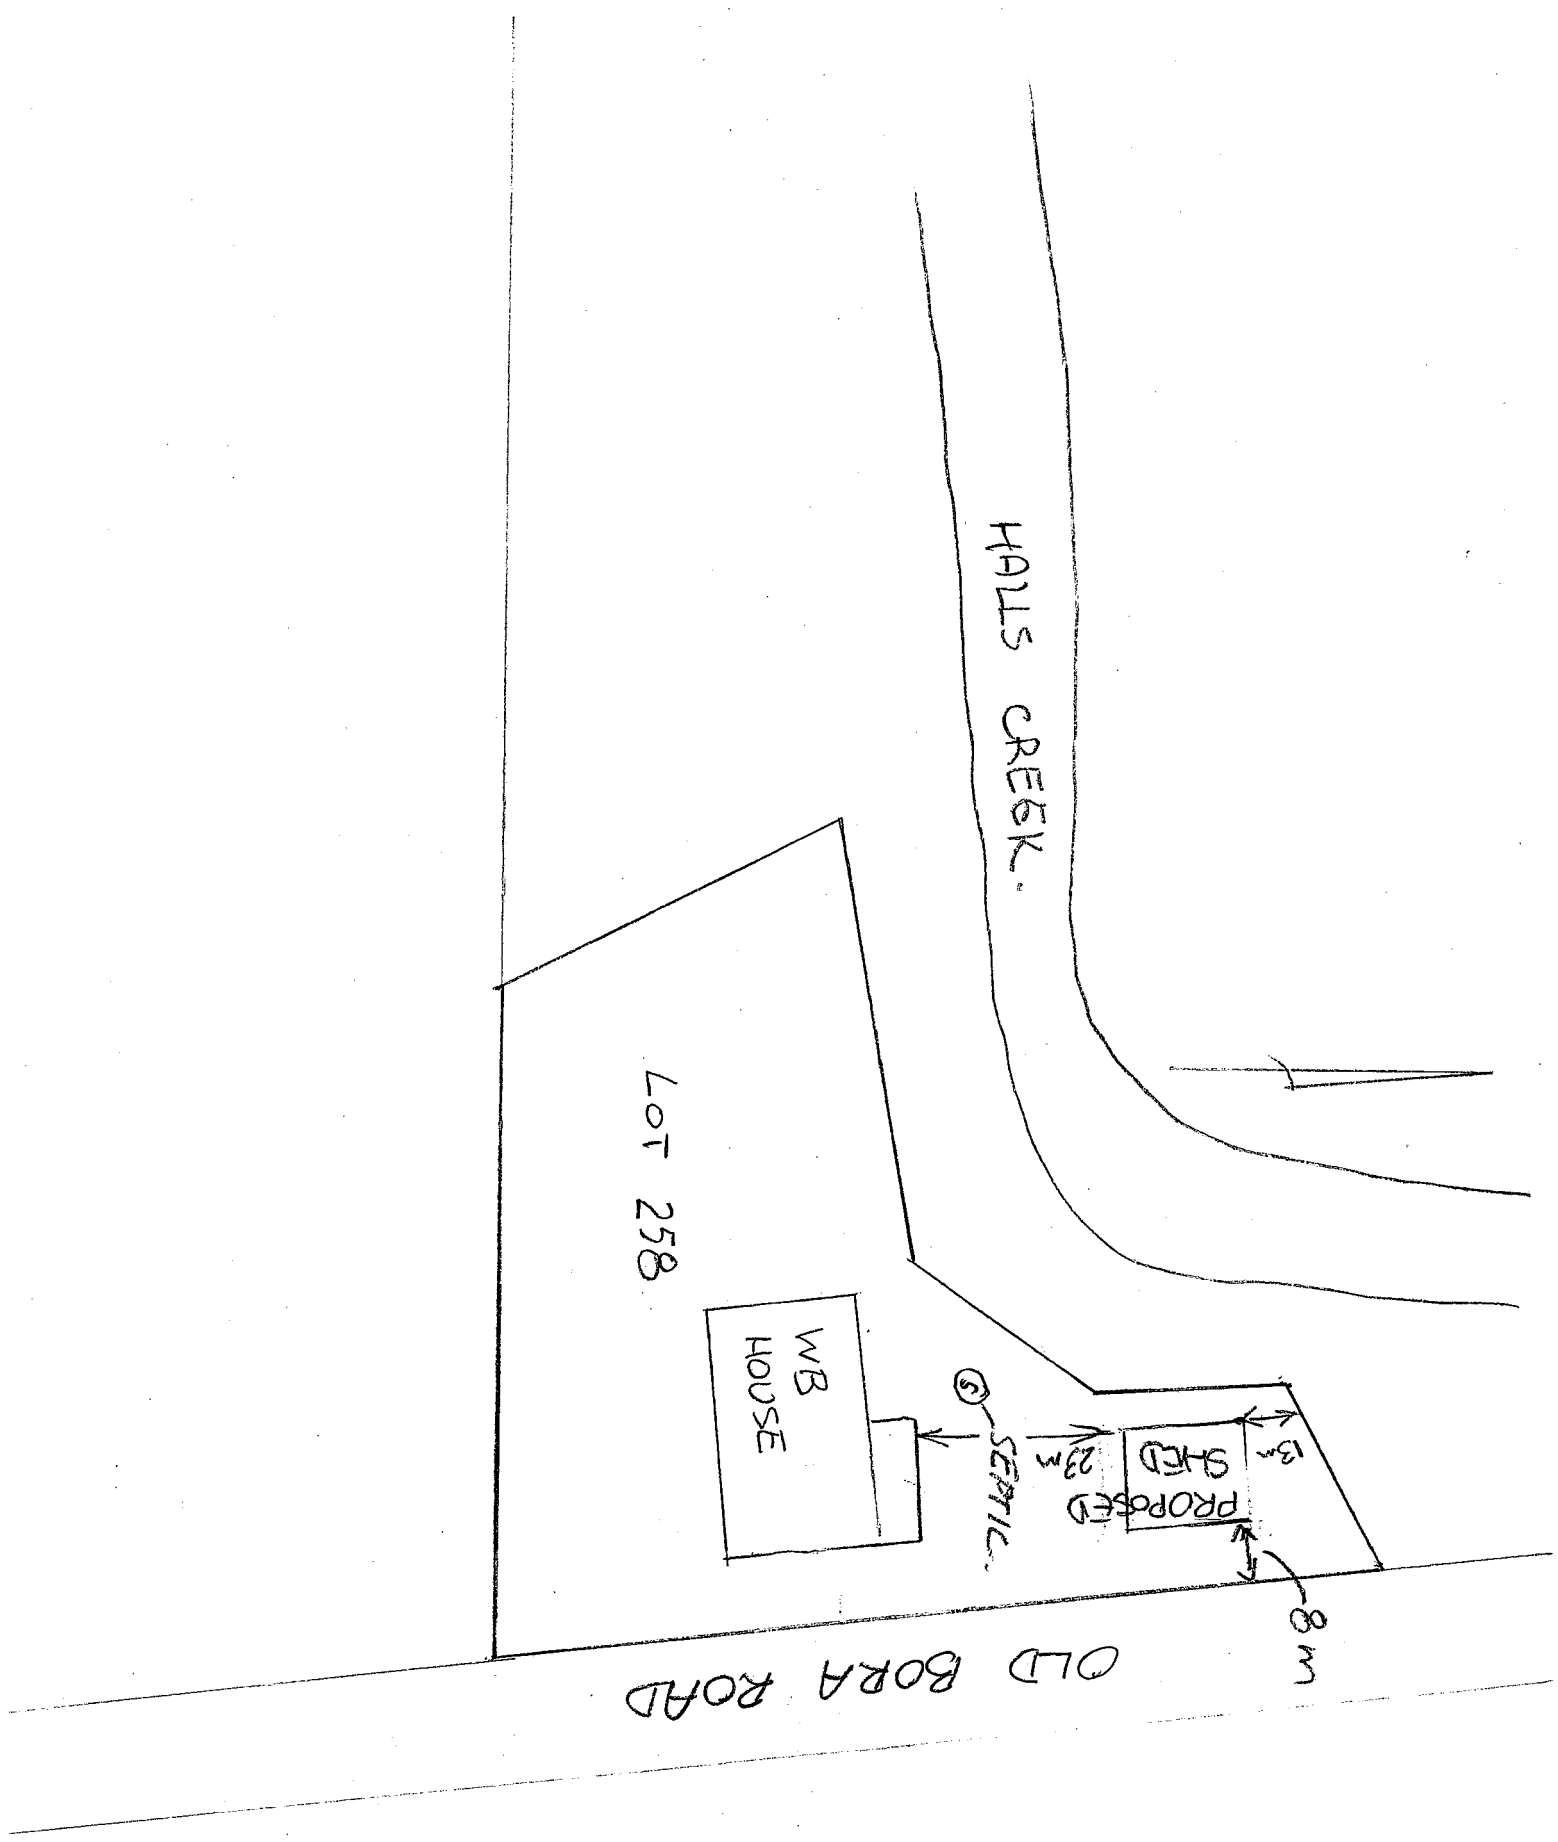 HALLS CREEK.
LOT 258
WB
HOUSE
S
SEPTIC.
23m
PROPOSED
SHED
13m
8m
OLD BORA ROAD